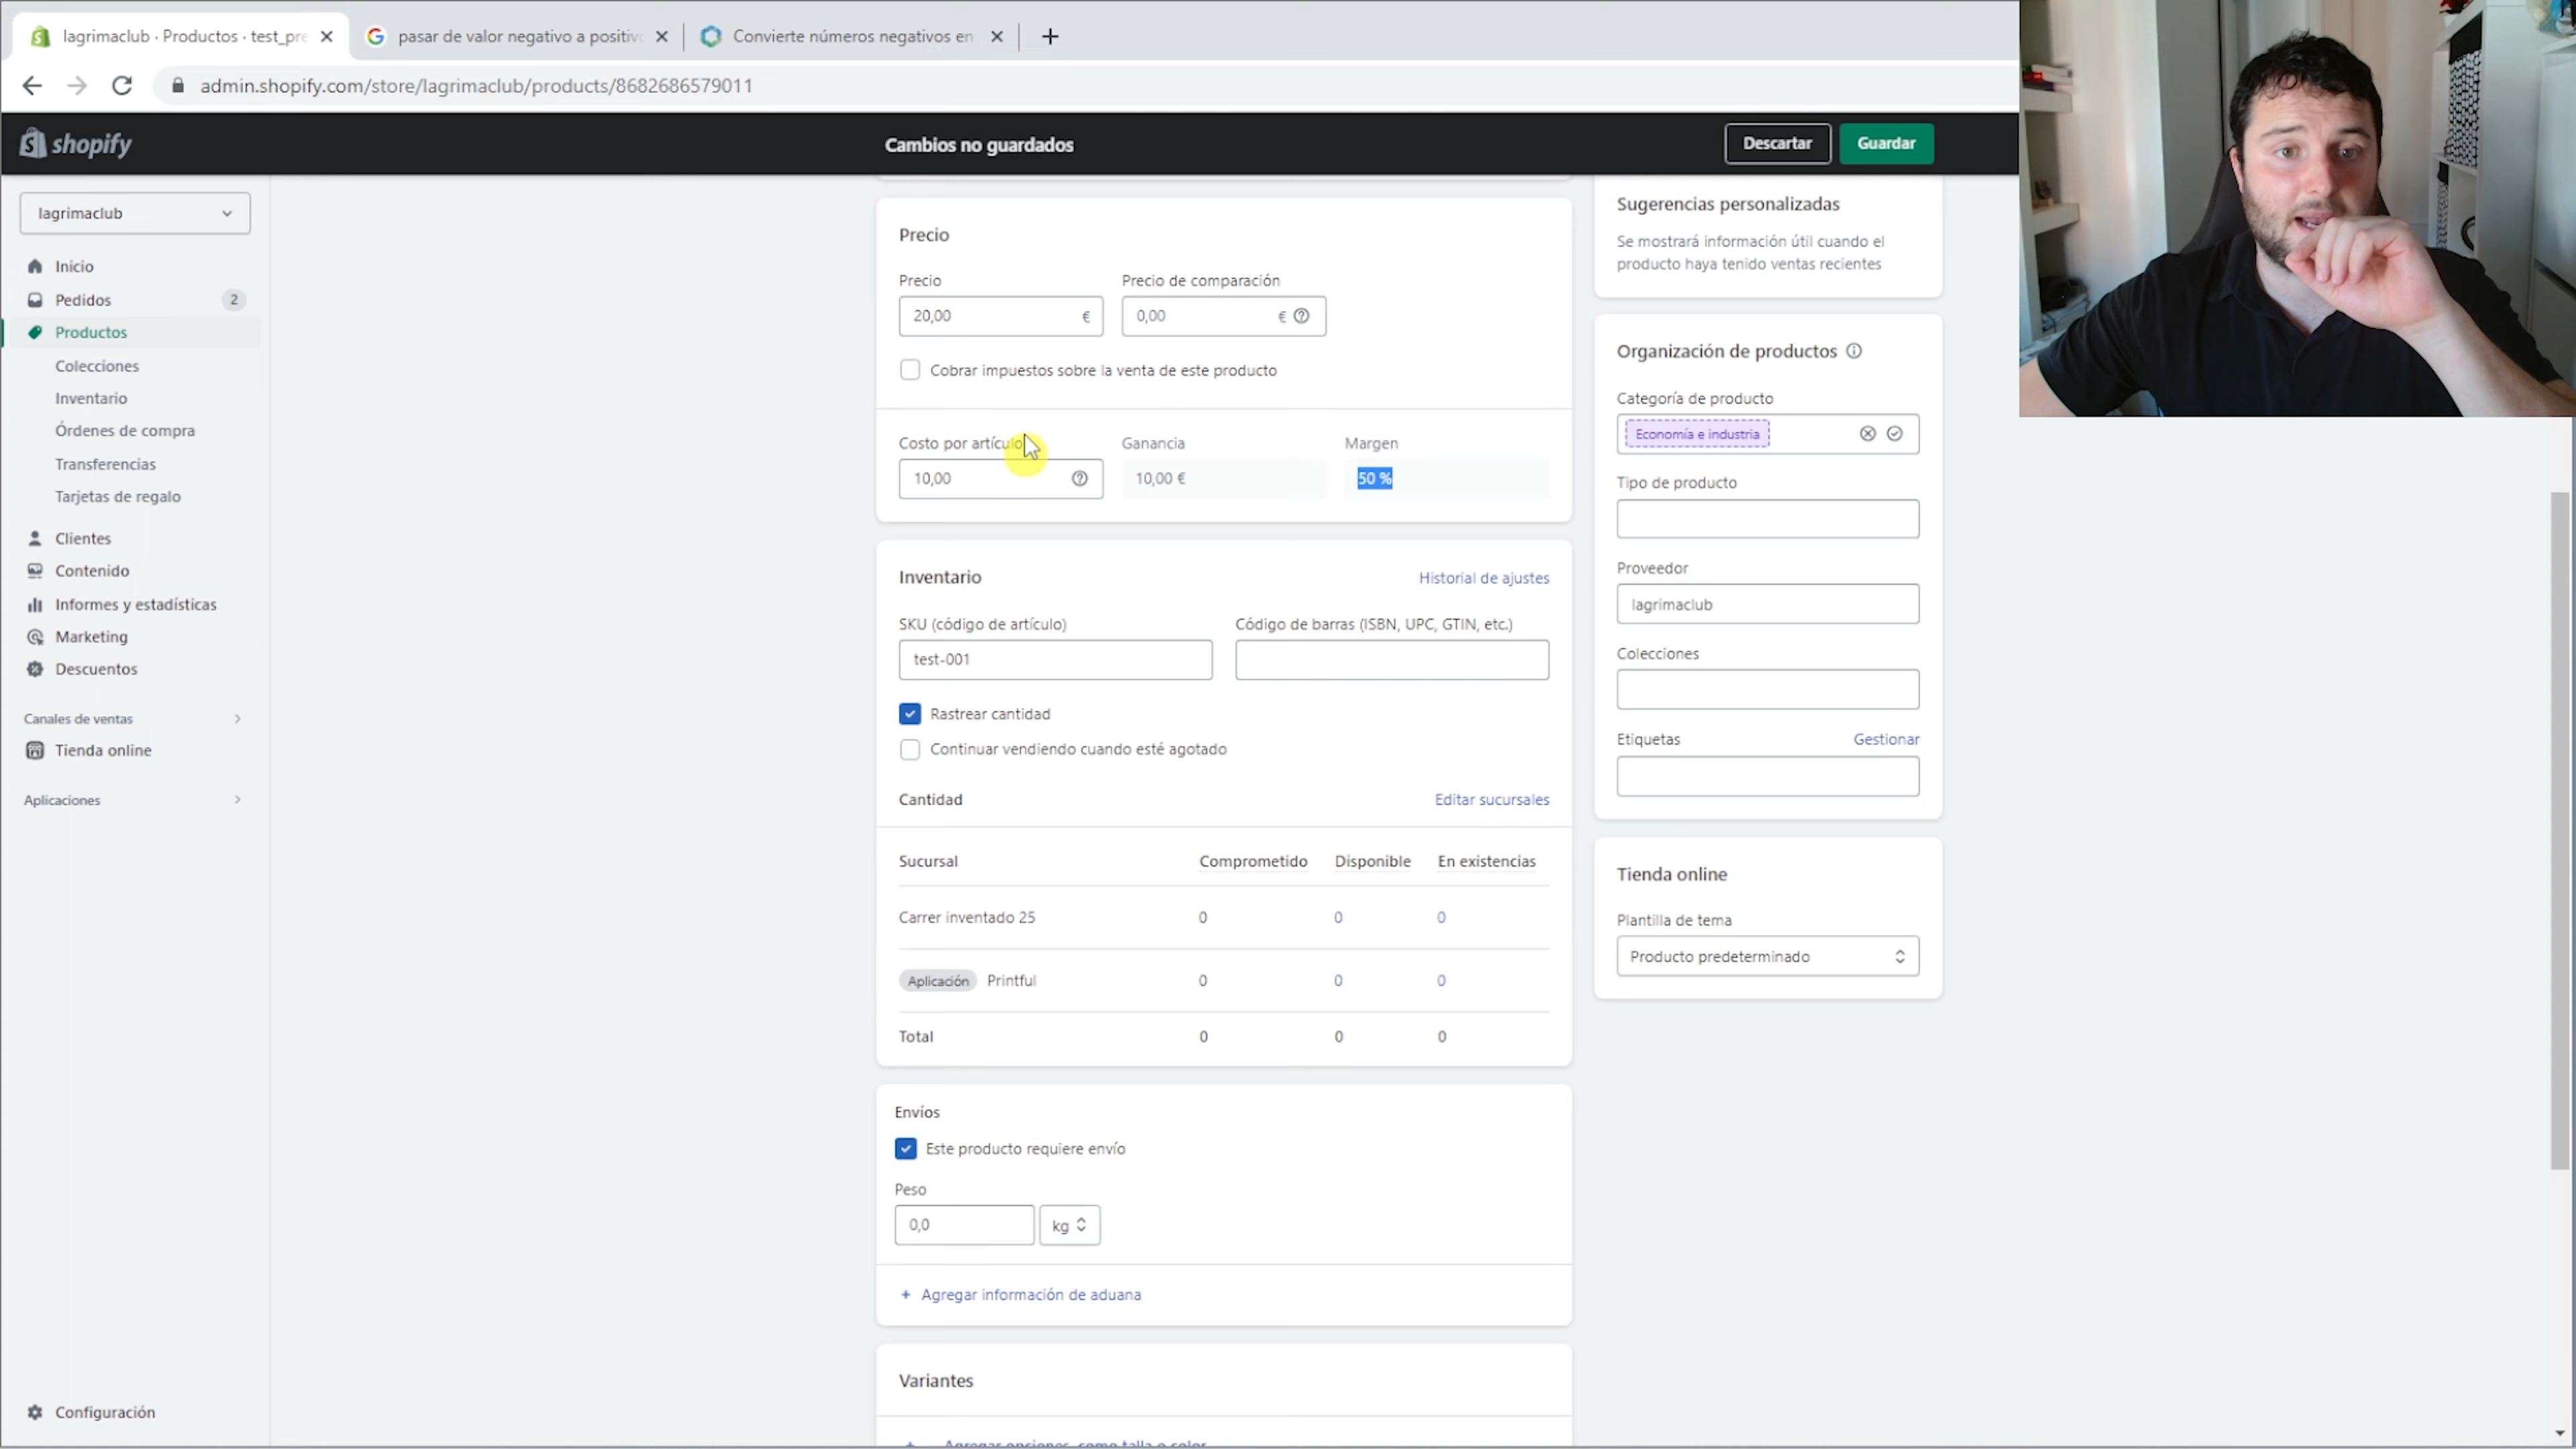 lagrimaclub · Productos · test_pre
pasar de valor negativo a positivo
Convierte números negativos en
admin.shopify.com/store/lagrimaclub/products/8682686579011
shopify
Cambios no guardados
Descartar
Guardar
lagrimaclub
Inicio
Pedidos
2
Productos
Colecciones
Inventario
Órdenes de compra
Transferencias
Tarjetas de regalo
Clientes
Contenido
Informes y estadísticas
Marketing
Descuentos
Canales de ventas
Tienda online
Aplicaciones
Configuración
Precio
Precio
Precio de comparación
20,00 €
0,00 €
Cobrar impuestos sobre la venta de este producto
Costo por artículo
Ganancia
Margen
10,00
10,00 €
50 %
Inventario
Historial de ajustes
SKU (código de artículo)
Código de barras (ISBN, UPC, GTIN, etc.)
test-001
Rastrear cantidad
Continuar vendiendo cuando esté agotado
Cantidad
Editar sucursales
Sucursal Comprometido Disponible En existencias
Carrer inventado 25 0 0 0
Aplicación Printful 0 0 0
Total 0 0 0
Envíos
Este producto requiere envío
Peso
0,0
kg
+ Agregar información de aduana
Variantes
+ Agregar opciones, como talla o color
Sugerencias personalizadas
Se mostrará información útil cuando el
producto haya tenido ventas recientes
Organización de productos
Categoría de producto
Economía e industria
Tipo de producto
Proveedor
lagrimaclub
Colecciones
Etiquetas
Gestionar
Tienda online
Plantilla de tema
Producto predeterminado